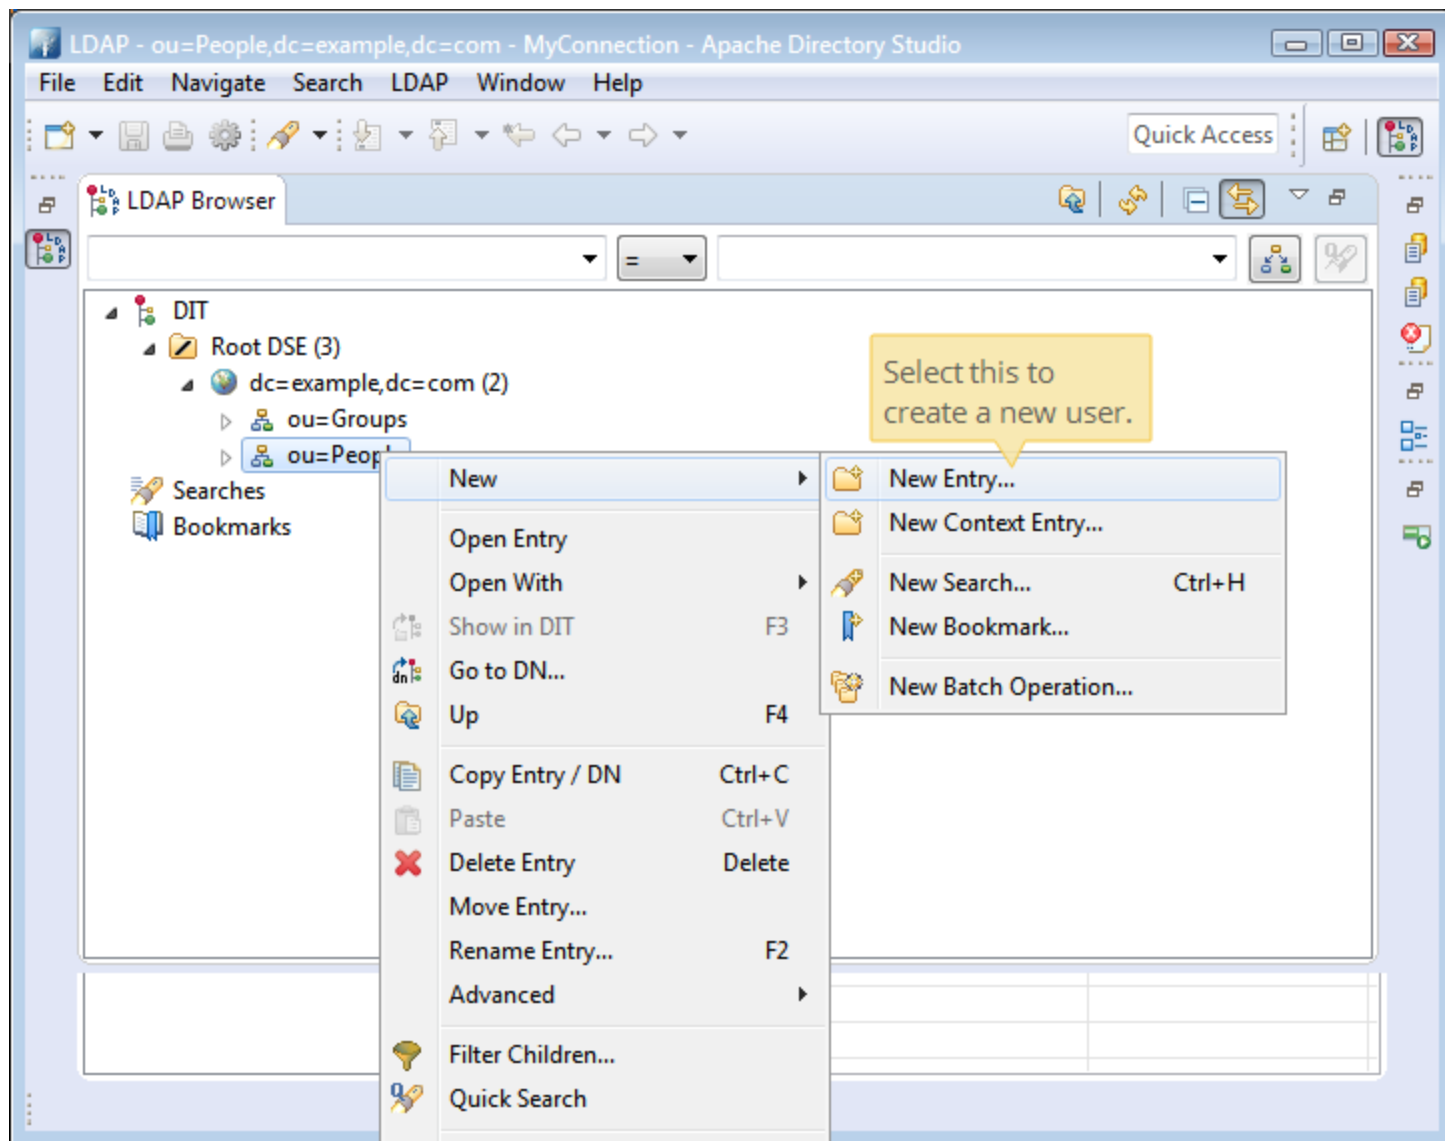 LDAP - ou=People,dc=example,dc=com - MyConnection - Apache Directory Studio
File Edit Navigate Search LDAP Window Help
Quick Access
LDAP Browser
=
DIT
Root DSE (3)
dc=example,dc=com (2)
ou=Groups
ou=Peop
Searches
Bookmarks
Select this to
create a new user.
New
Open Entry
Open With
Show in DIT F3
Go to DN...
Up F4
Copy Entry / DN Ctrl+C
Paste Ctrl+V
Delete Entry Delete
Move Entry...
Rename Entry... F2
Advanced
Filter Children...
Quick Search
New Entry...
New Context Entry...
New Search... Ctrl+H
New Bookmark...
New Batch Operation...